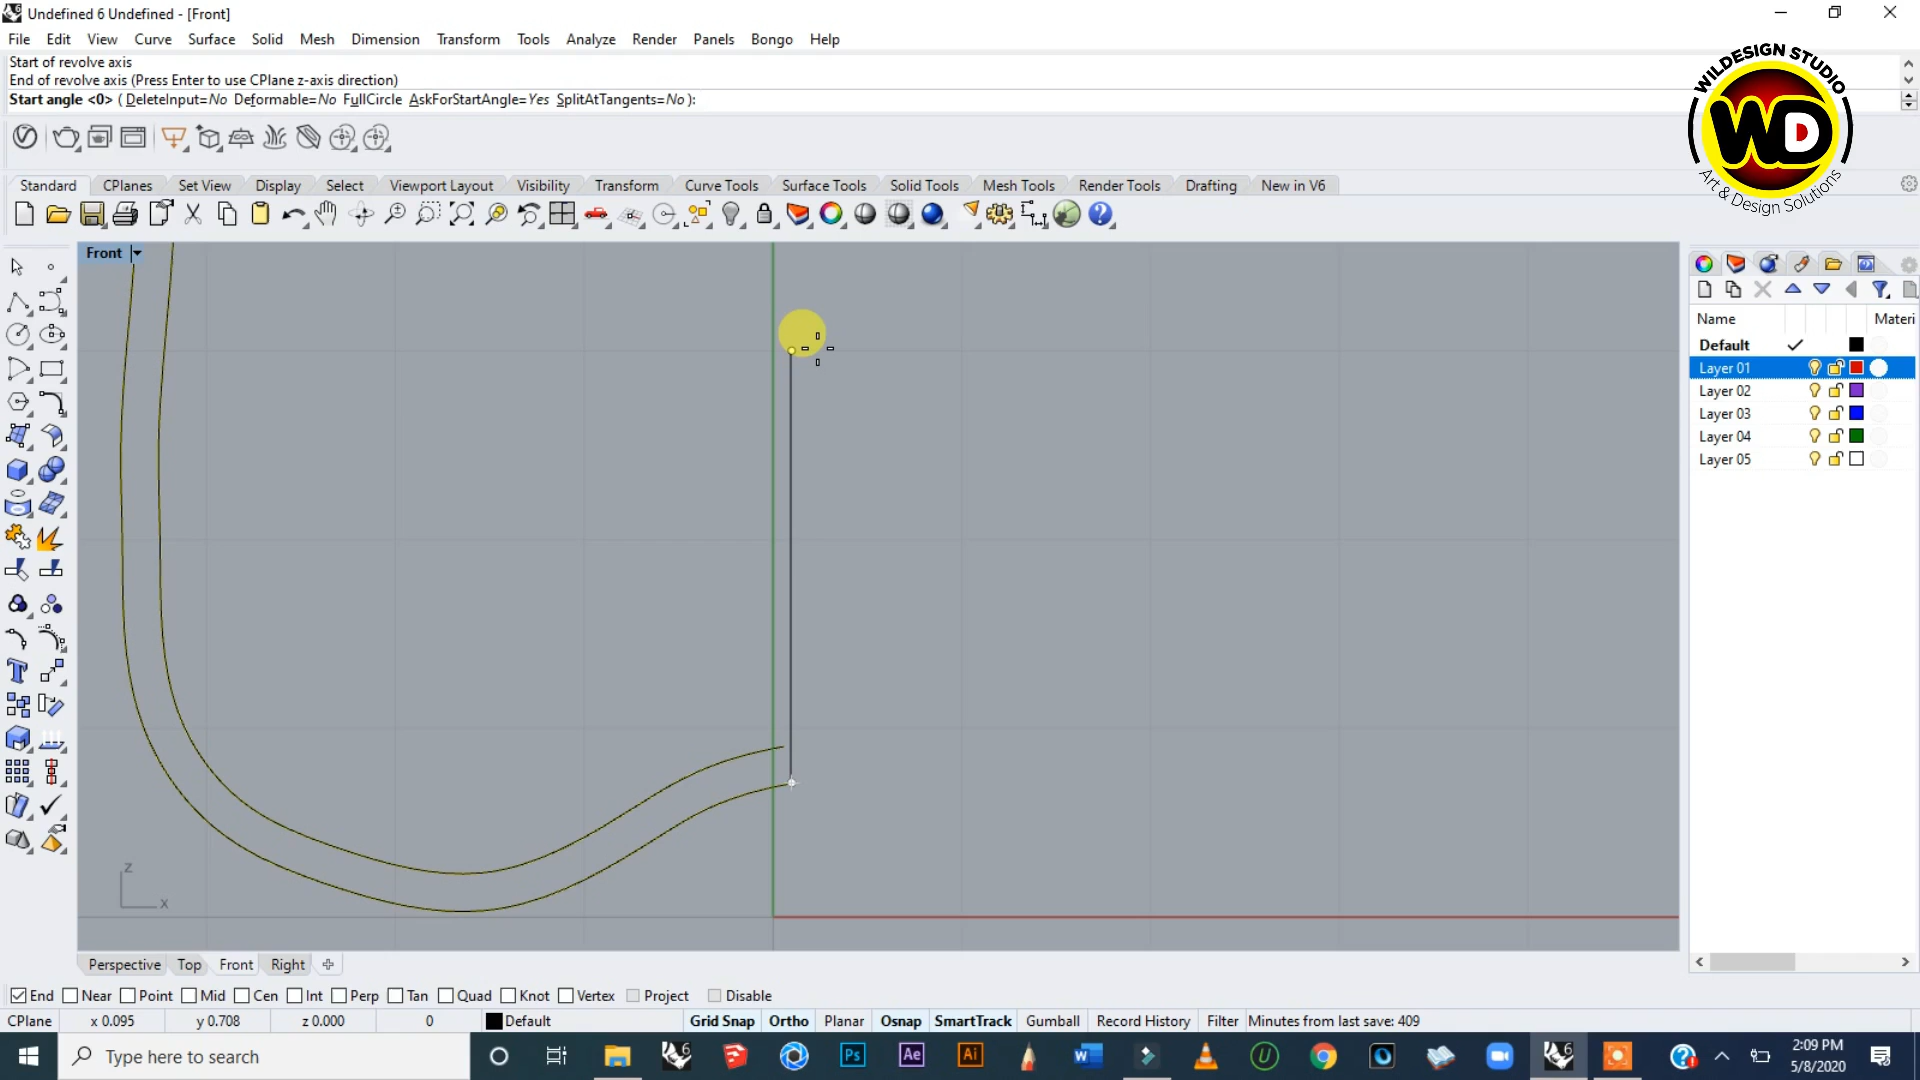 Undefined 6 Undefined - [Front]
File Edit View Curve Surface Solid Mesh Dimension Transform Tools Analyze Render Panels Bongo Help
Start of revolve axis
End of revolve axis (Press Enter to use CPlane z-axis direction)
Start angle <0> ( DeleteInput=No Deformable=No FullCircle AskForStartAngle=Yes SplitAtTangents=No ):
WILDESIGN STUDIO
WD
Art & Design Solutions
Standard CPlanes Set View Display Select Viewport Layout Visibility Transform Curve Tools Surface Tools Solid Tools Mesh Tools Render Tools Drafting New in V6
Front
Name Materi
Default
Layer 01
Layer 02
Layer 03
Layer 04
Layer 05
z
x
Perspective Top Front Right
End Near Point Mid Cen Int Perp Tan Quad Knot Vertex Project Disable
CPlane x 0.095 y 0.708 z 0.000 0 Default Grid Snap Ortho Planar Osnap SmartTrack Gumball Record History Filter Minutes from last save: 409
Type here to search
Ps Ae Ai
2:09 PM
5/8/2020